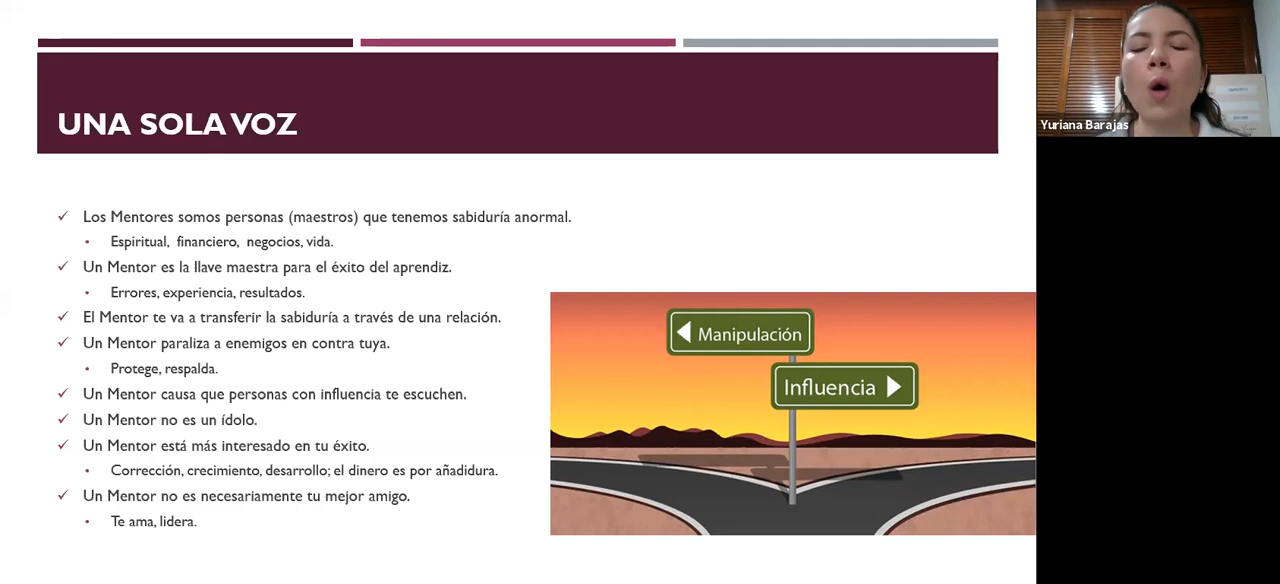 UNA SOLA VOZ
✓ Los Mentores somos personas (maestros) que tenemos sabiduría anormal.
• Espiritual, financiero, negocios, vida.
✓ Un Mentor es la llave maestra para el éxito del aprendiz.
• Errores, experiencia, resultados.
✓ El Mentor te va a transferir la sabiduría a través de una relación.
✓ Un Mentor paraliza a enemigos en contra tuya.
• Protege, respalda.
✓ Un Mentor causa que personas con influencia te escuchen.
✓ Un Mentor no es un ídolo.
✓ Un Mentor está más interesado en tu éxito.
• Corrección, crecimiento, desarrollo; el dinero es por añadidura.
✓ Un Mentor no es necesariamente tu mejor amigo.
• Te ama, lidera.
Manipulación
Influencia
Yuriana Barajas